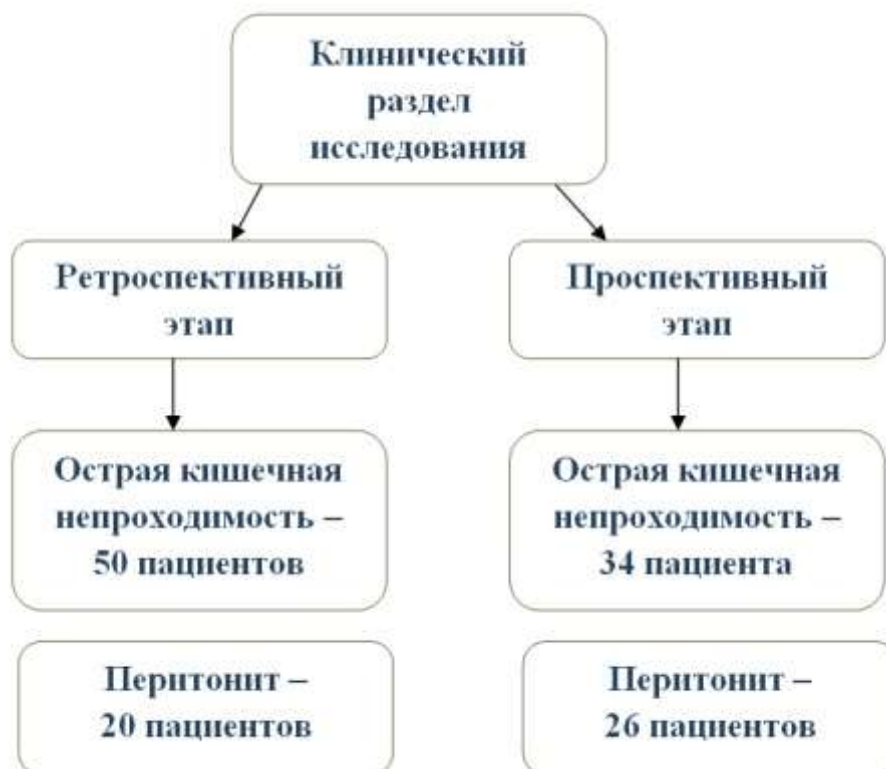 Клинический
раздел
исследования
Ретроспективный
этап
Проспективный
этап
Острая кишечная
непроходимость –
50 пациентов
Острая кишечная
непроходимость –
34 пациента
Перитонит –
20 пациентов
Перитонит –
26 пациентов